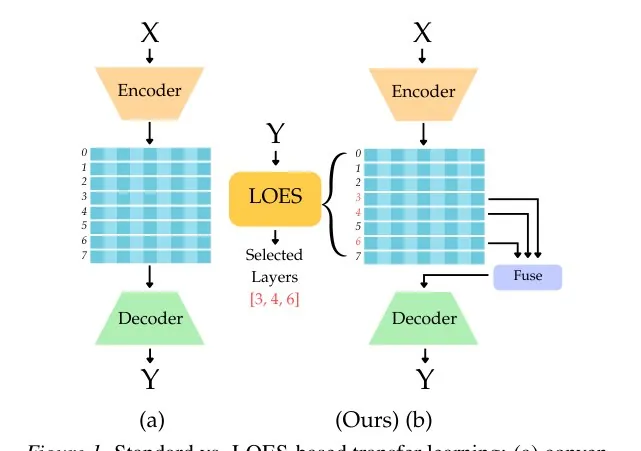 X
Encoder
0
1
2
3
4
5
6
7
Decoder
Y
(a)
Y
LOES
Selected
Layers
[3, 4, 6]
X
Encoder
0
1
2
3
4
5
6
7
Fuse
Decoder
Y
(Ours) (b)